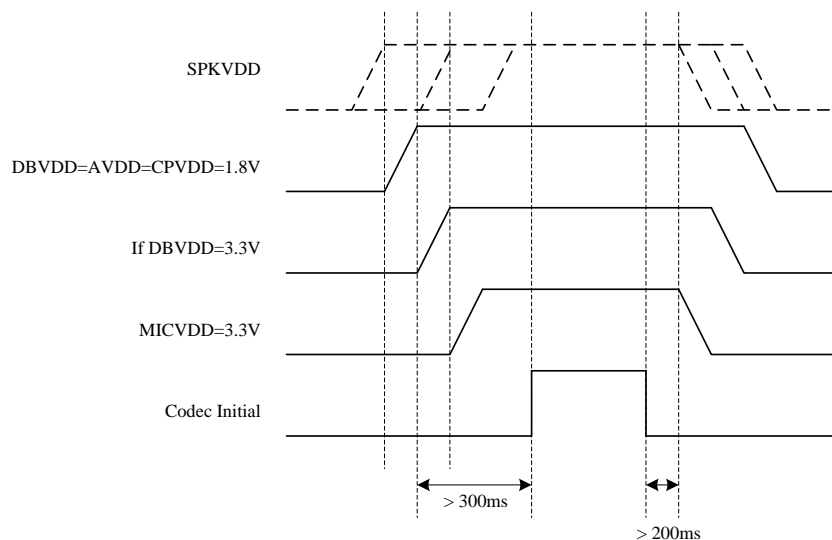 SPKVDD
DBVDD=AVDD=CPVDD=1.8V
If DBVDD=3.3V
MICVDD=3.3V
Codec Initial
> 300ms
> 200ms